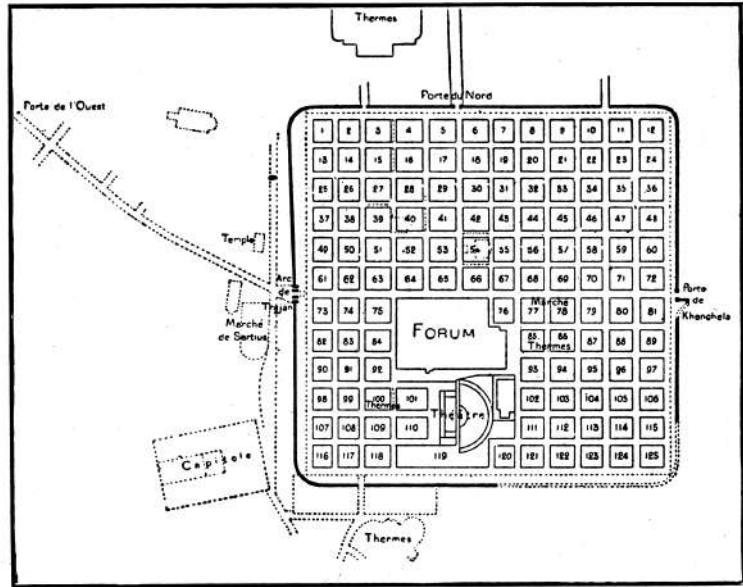 Thermes
Porte de l'Ouest
Porte du Nord
1 2 3 4 5 6 7 8 9 10 11 12
13 14 15 16 17 18 19 20 21 22 23 24
25 26 27 28 29 30 31 32 33 34 35 36
37 38 39 40 41 42 43 44 45 46 47 48
Temple
49 50 51 52 53 54 55 56 57 58 59 60
61 62 63 64 65 66 67 68 69 70 71 72
Arc
de
Trajan
Porte
de
Khenchela
Marché
73 74 75 76 77 78 79 80 81
FORUM
Marché
de Sertius
82 83 84 85 86 87 88 89
Thermes
90 91 92 93 94 95 96 97
98 99 100 101 102 103 104 105 106
Thermes
Théâtre
107 108 109 110 111 112 113 114 115
Capitole
116 117 118 119 120 121 122 123 124 125
Thermes